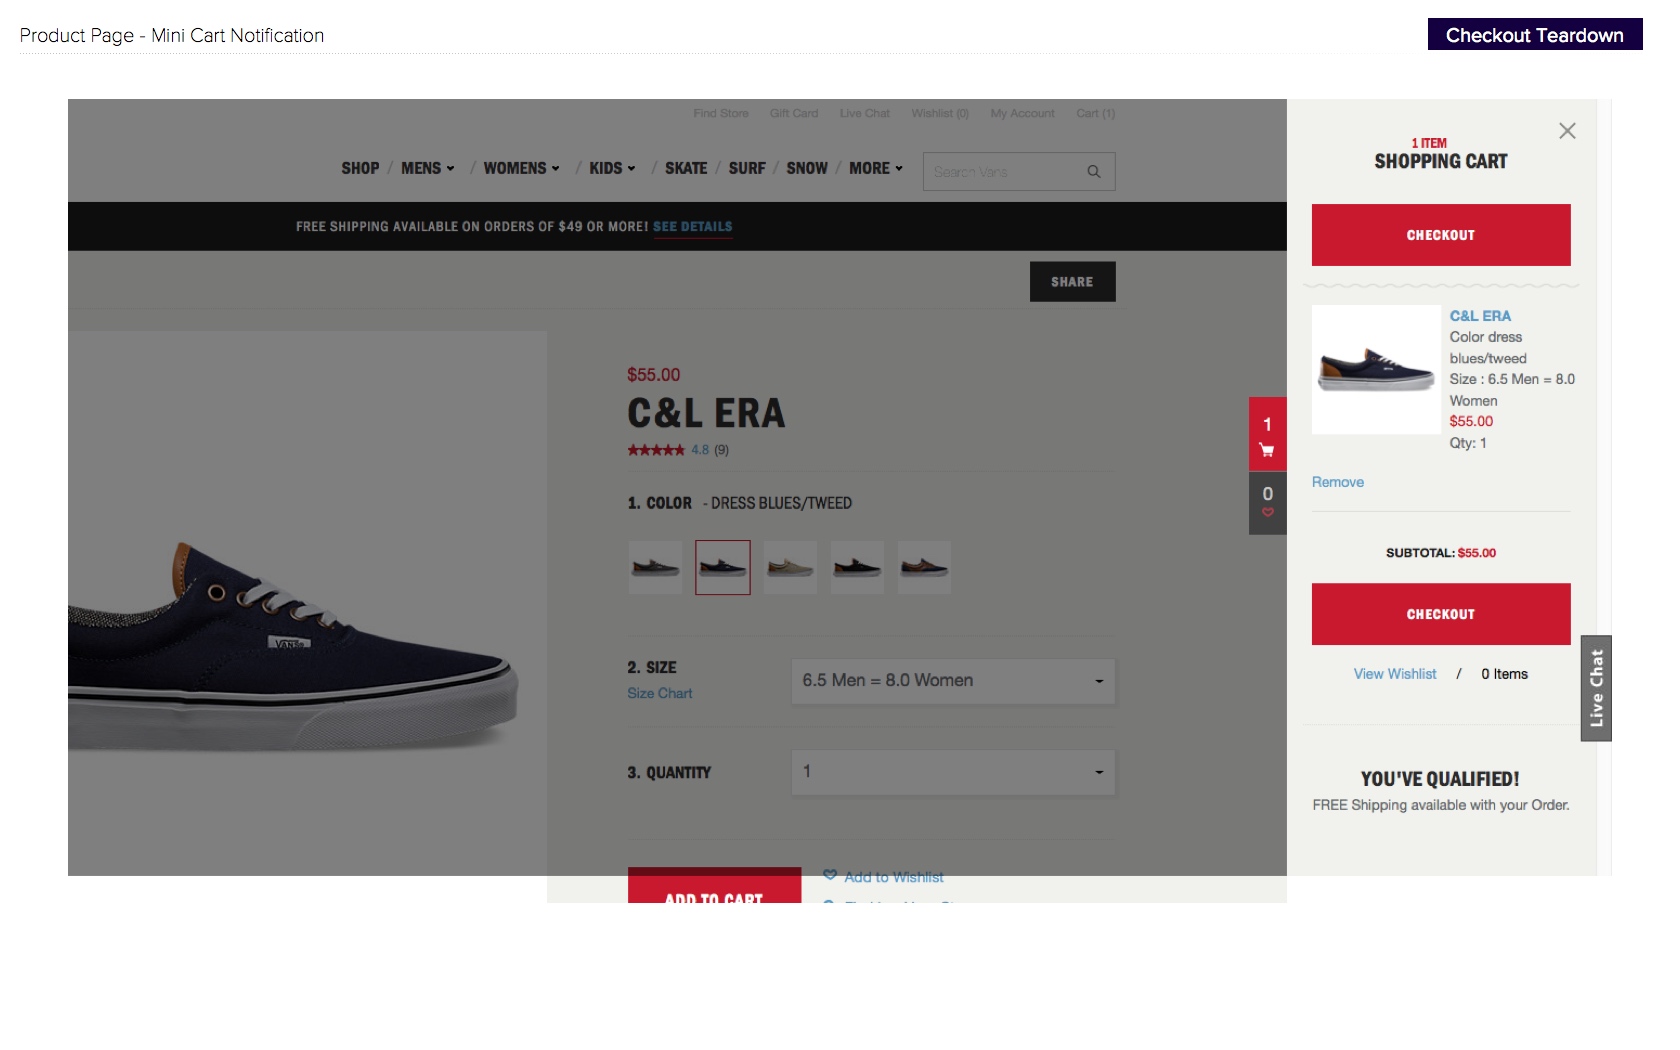 Product Page - Mini Cart Notification
Checkout Teardown
Find Store Gift Card Live Chat Wishlist (0) My Account Cart (1)
SHOP / MENS / WOMENS / KIDS / SKATE / SURF / SNOW / MORE
Search Vans
FREE SHIPPING AVAILABLE ON ORDERS OF $49 OR MORE! SEE DETAILS
SHARE
$55.00
C&L ERA
4.8 (9)
1. COLOR - DRESS BLUES/TWEED
VANS
2. SIZE
6.5 Men = 8.0 Women
Size Chart
3. QUANTITY
1
ADD TO CART
Add to Wishlist
1
0
1 ITEM
SHOPPING CART
CHECKOUT
C&L ERA
Color dress
blues/tweed
Size : 6.5 Men = 8.0
Women
$55.00
Qty: 1
Remove
SUBTOTAL: $55.00
CHECKOUT
View Wishlist / 0 Items
Live Chat
YOU'VE QUALIFIED!
FREE Shipping available with your Order.